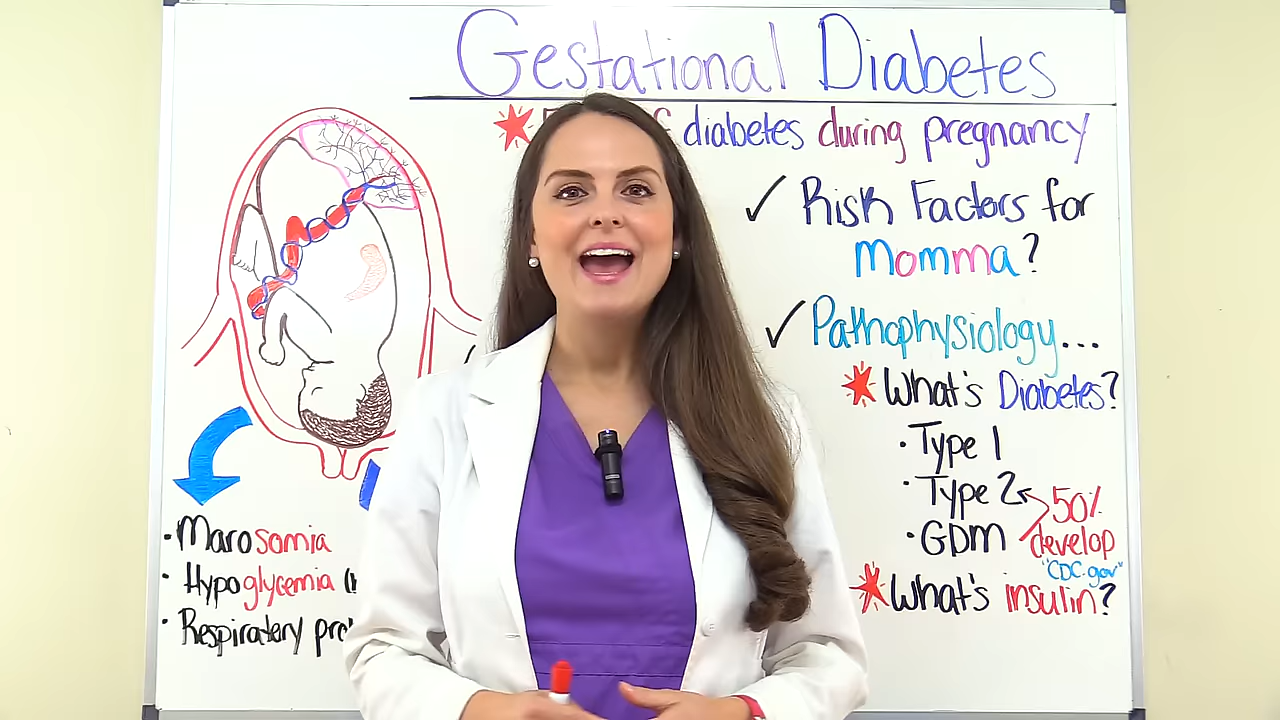 Gestational Diabetes
diabetes during pregnancy
✓ Risk Factors for
Momma?
✓ Pathophysiology...
What's Diabetes?
• Type 1
• Type 2
50%
• GDM
develop
"CDC.gov"
What's insulin?
• Marosomia
• Hypoglycemia
• Respiratery